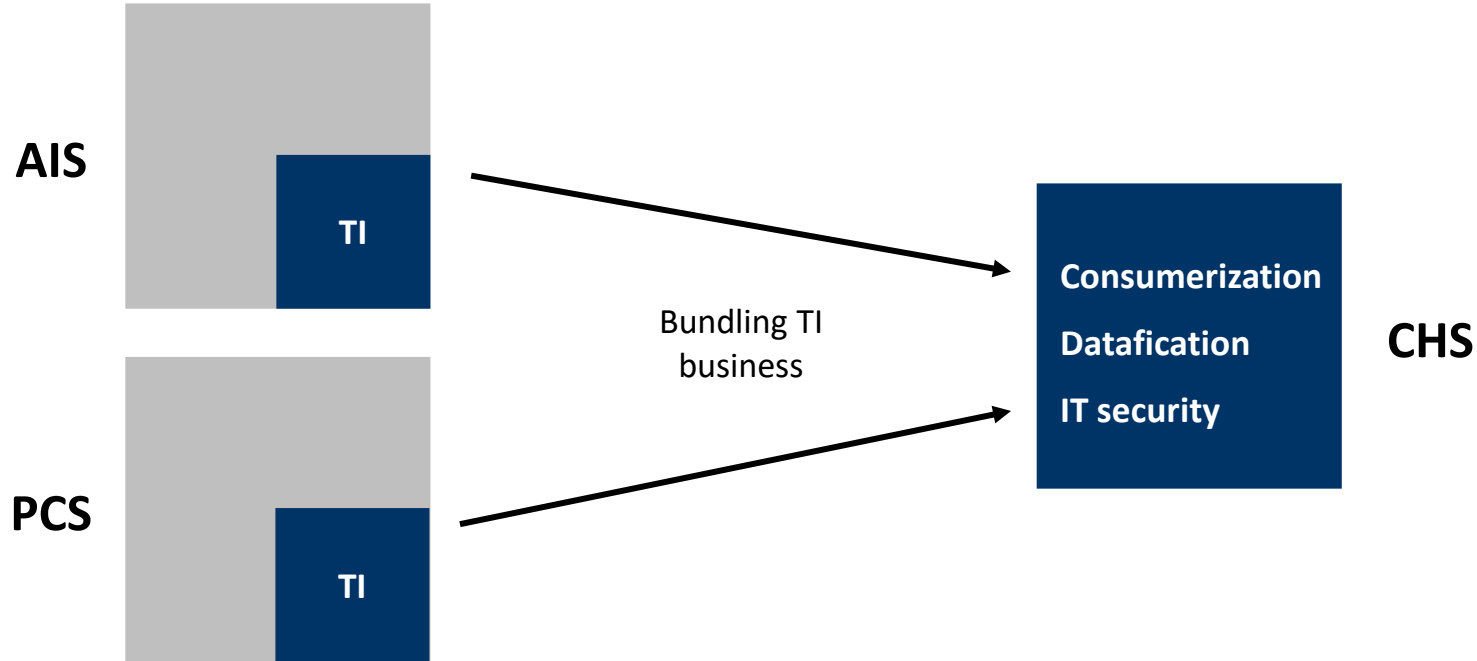 AIS
TI
Bundling TI
business
PCS
TI
Consumerization
Datafication
IT security
CHS